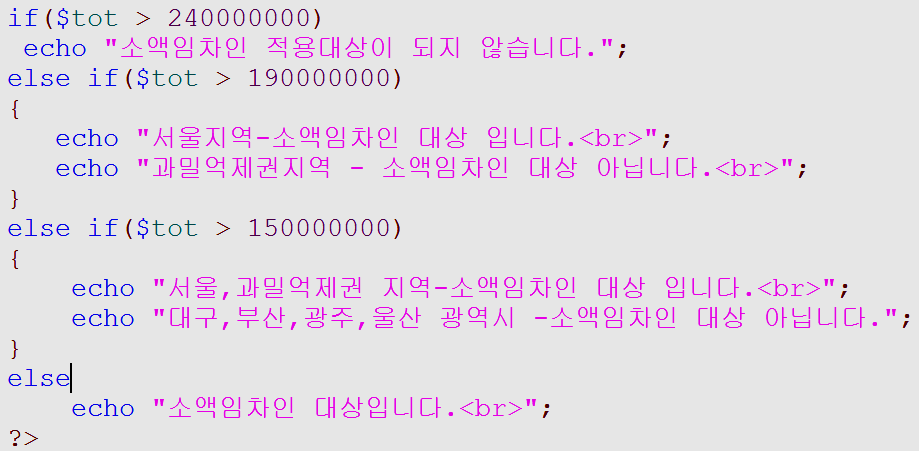 if($tot > 240000000)
 echo "소액임차인 적용대상이 되지 않습니다.";
else if($tot > 190000000)
{
   echo "서울지역-소액임차인 대상 입니다.<br>";
   echo "과밀억제권지역 - 소액임차인 대상 아닙니다.<br>";
}
else if($tot > 150000000)
{
    echo "서울,과밀억제권 지역-소액임차인 대상 입니다.<br>";
    echo "대구,부산,광주,울산 광역시 -소액임차인 대상 아닙니다.";
}
else
    echo "소액임차인 대상입니다.<br>";
?>